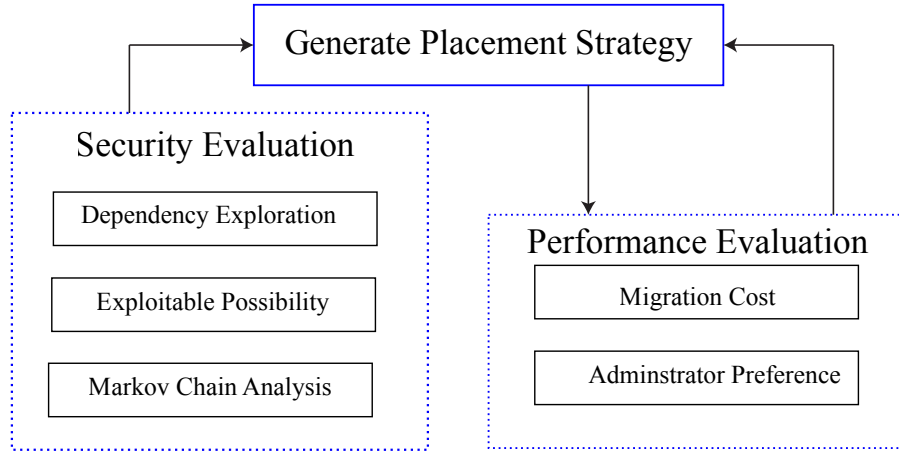 Generate Placement Strategy
Security Evaluation
Dependency Exploration
Exploitable Possibility
Markov Chain Analysis
Performance Evaluation
Migration Cost
Adminstrator Preference